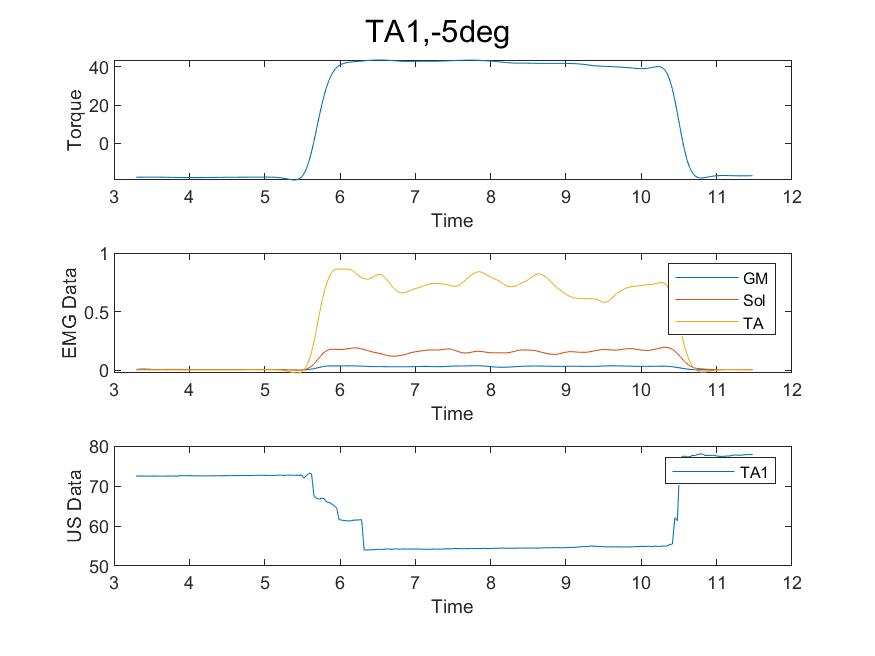 TA1,-5deg
40
20
0
Torque
3 4 5 6 7 8 9 10 11 12
Time
1
0.5
0
EMG Data
GM
Sol
TA
3 4 5 6 7 8 9 10 11 12
Time
80
70
60
50
US Data
TA1
3 4 5 6 7 8 9 10 11 12
Time